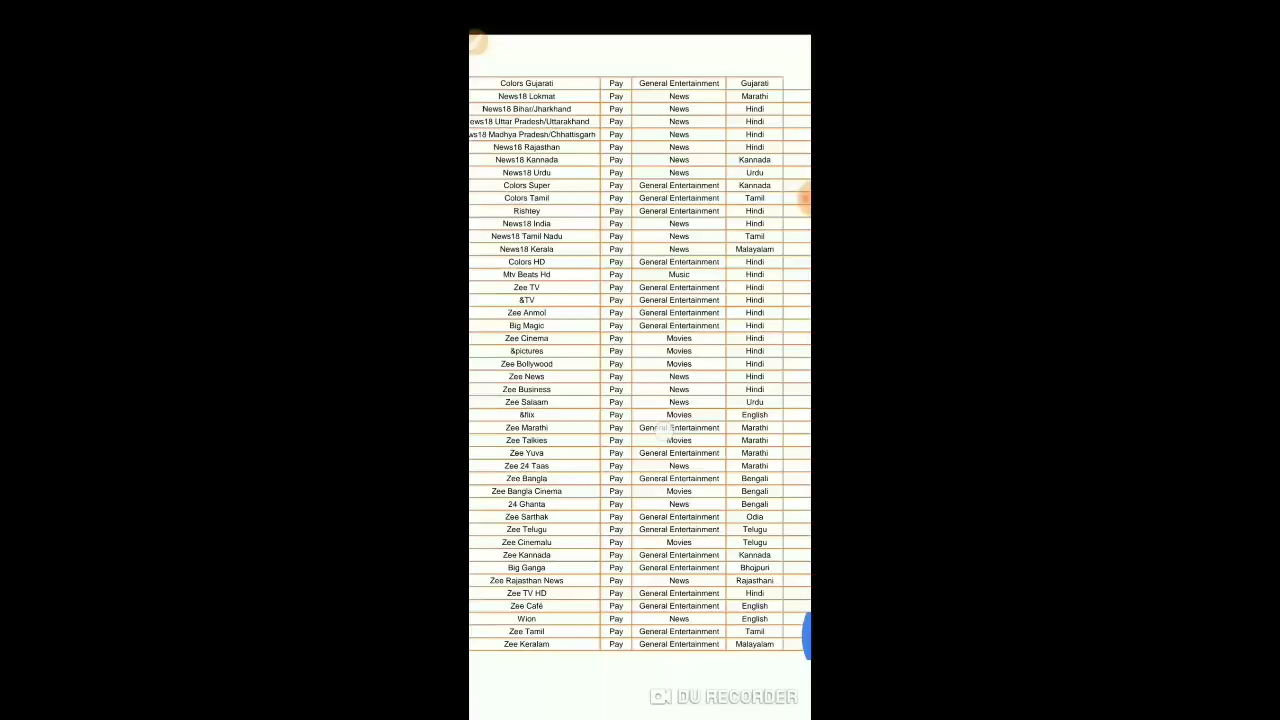 Colors Gujarati Pay General Entertainment Gujarati
News18 Lokmat Pay News Marathi
News18 Bihar/Jharkhand Pay News Hindi
ews18 Uttar Pradesh/Uttarakhand Pay News Hindi
ws18 Madhya Pradesh/Chhattisgarh Pay News Hindi
News18 Rajasthan Pay News Hindi
News18 Kannada Pay News Kannada
News18 Urdu Pay News Urdu
Colors Super Pay General Entertainment Kannada
Colors Tamil Pay General Entertainment Tamil
Rishtey Pay General Entertainment Hindi
News18 India Pay News Hindi
News18 Tamil Nadu Pay News Tamil
News18 Kerala Pay News Malayalam
Colors HD Pay General Entertainment Hindi
Mtv Beats Hd Pay Music Hindi
Zee TV Pay General Entertainment Hindi
&TV Pay General Entertainment Hindi
Zee Anmol Pay General Entertainment Hindi
Big Magic Pay General Entertainment Hindi
Zee Cinema Pay Movies Hindi
&pictures Pay Movies Hindi
Zee Bollywood Pay Movies Hindi
Zee News Pay News Hindi
Zee Business Pay News Hindi
Zee Salaam Pay News Urdu
&flix Pay Movies English
Zee Marathi Pay General Entertainment Marathi
Zee Talkies Pay Movies Marathi
Zee Yuva Pay General Entertainment Marathi
Zee 24 Taas Pay News Marathi
Zee Bangla Pay General Entertainment Bengali
Zee Bangla Cinema Pay Movies Bengali
24 Ghanta Pay News Bengali
Zee Sarthak Pay General Entertainment Odia
Zee Telugu Pay General Entertainment Telugu
Zee Cinemalu Pay Movies Telugu
Zee Kannada Pay General Entertainment Kannada
Big Ganga Pay General Entertainment Bhojpuri
Zee Rajasthan News Pay News Rajasthani
Zee TV HD Pay General Entertainment Hindi
Zee Café Pay General Entertainment English
Wion Pay News English
Zee Tamil Pay General Entertainment Tamil
Zee Keralam Pay General Entertainment Malayalam
DU RECORDER